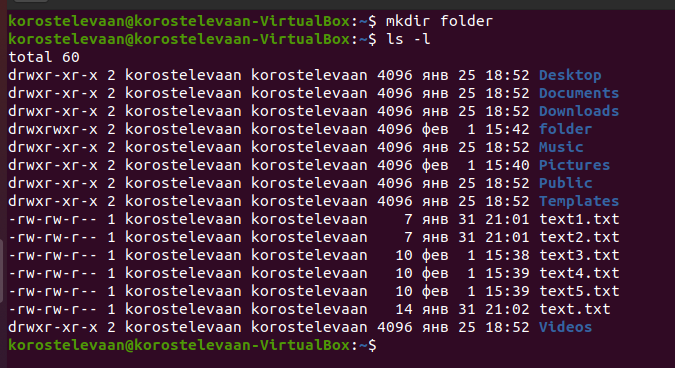 korostelevaan@korostelevaan-VirtualBox:~$ mkdir folder
korostelevaan@korostelevaan-VirtualBox:~$ ls -l
total 60
drwxr-xr-x 2 korostelevaan korostelevaan 4096 янв 25 18:52 Desktop
drwxr-xr-x 2 korostelevaan korostelevaan 4096 янв 25 18:52 Documents
drwxr-xr-x 2 korostelevaan korostelevaan 4096 янв 25 18:52 Downloads
drwxrwxr-x 2 korostelevaan korostelevaan 4096 фев  1 15:42 folder
drwxr-xr-x 2 korostelevaan korostelevaan 4096 янв 25 18:52 Music
drwxr-xr-x 2 korostelevaan korostelevaan 4096 фев  1 15:40 Pictures
drwxr-xr-x 2 korostelevaan korostelevaan 4096 янв 25 18:52 Public
drwxr-xr-x 2 korostelevaan korostelevaan 4096 янв 25 18:52 Templates
-rw-rw-r-- 1 korostelevaan korostelevaan    7 янв 31 21:01 text1.txt
-rw-rw-r-- 1 korostelevaan korostelevaan    7 янв 31 21:01 text2.txt
-rw-rw-r-- 1 korostelevaan korostelevaan   10 фев  1 15:38 text3.txt
-rw-rw-r-- 1 korostelevaan korostelevaan   10 фев  1 15:39 text4.txt
-rw-rw-r-- 1 korostelevaan korostelevaan   10 фев  1 15:39 text5.txt
-rw-rw-r-- 1 korostelevaan korostelevaan   14 янв 31 21:02 text.txt
drwxr-xr-x 2 korostelevaan korostelevaan 4096 янв 25 18:52 Videos
korostelevaan@korostelevaan-VirtualBox:~$